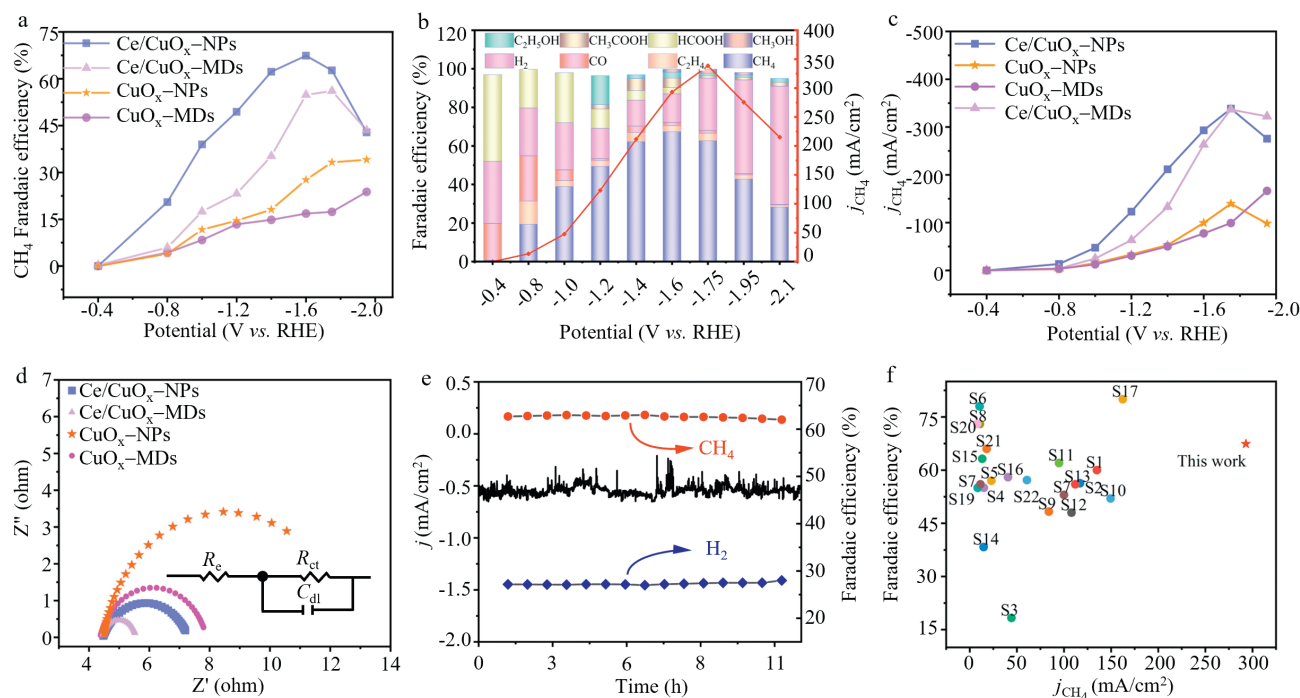 a
CH₄ Faradaic efficiency (%)
75
60
45
30
15
0
Ce/CuOₓ–NPs
Ce/CuOₓ–MDs
CuOₓ–NPs
CuOₓ–MDs
-0.4 -0.8 -1.2 -1.6 -2.0
Potential (V vs. RHE)
b
Faradaic efficiency (%)
120
100
80
60
40
20
0
C₂H₅OH CH₃COOH HCOOH CH₃OH
H₂ CO C₂H₄ CH₄
400
350
300
250
200
150
100
50
0
j_CH₄ (mA/cm²)
-0.4 -0.8 -1.0 -1.2 -1.4 -1.6 -1.75 -1.95 -2.1
Potential (V vs. RHE)
c
j_CH₄ (mA/cm²)
-500
-400
-300
-200
-100
0
Ce/CuOₓ–NPs
CuOₓ–NPs
CuOₓ–MDs
Ce/CuOₓ–MDs
-0.4 -0.8 -1.2 -1.6 -2.0
Potential (V vs. RHE)
d
Z'' (ohm)
7
6
5
4
3
2
1
0
Ce/CuOₓ–NPs
Ce/CuOₓ–MDs
CuOₓ–NPs
CuOₓ–MDs
Rₑ
R_ct
C_dl
4 6 8 10 12 14
Z' (ohm)
e
j (mA/cm²)
0.5
0.0
-0.5
-1.0
-1.5
-2.0
CH₄
H₂
70
60
50
40
30
20
Faradaic efficiency (%)
0 2 4 6 8 10 11
Time (h)
f
Faradaic efficiency (%)
75
60
45
30
15
S17
S6
S8
S20
S21
S15
S11
S1
This work
S5 S16
S13
S7
S2
S2
S10
S19
S4
S22
S9
S12
S14
S3
0 50 100 150 200 250 300
j_CH₄ (mA/cm²)